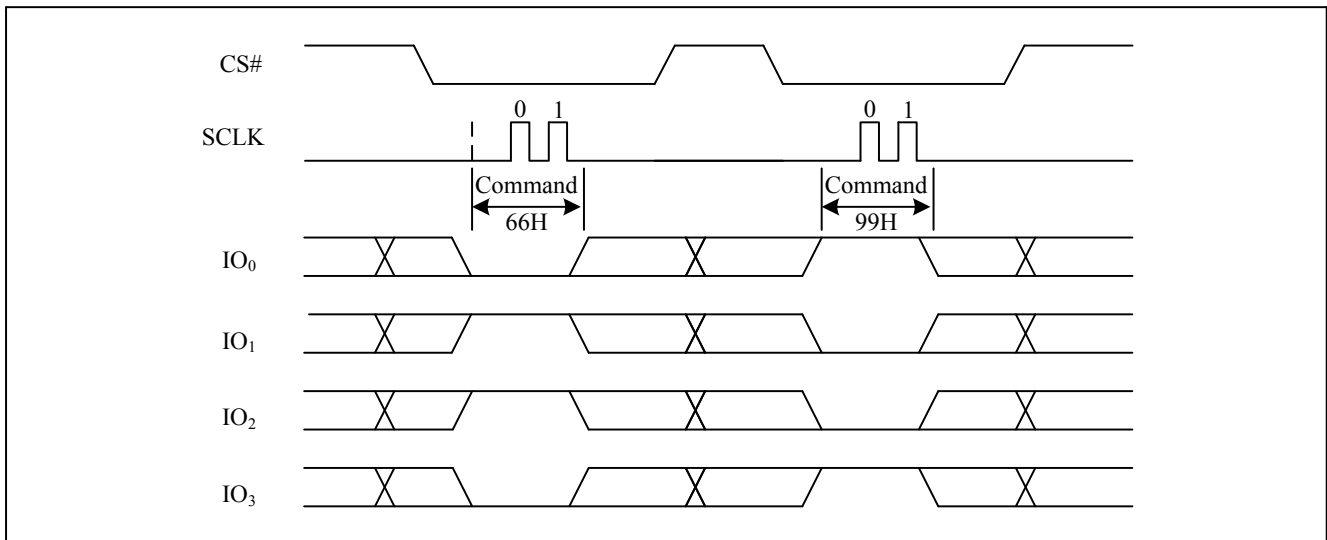 CS#
0 1 0 1
SCLK
Command Command
66H 99H
IO₀
IO₁
IO₂
IO₃